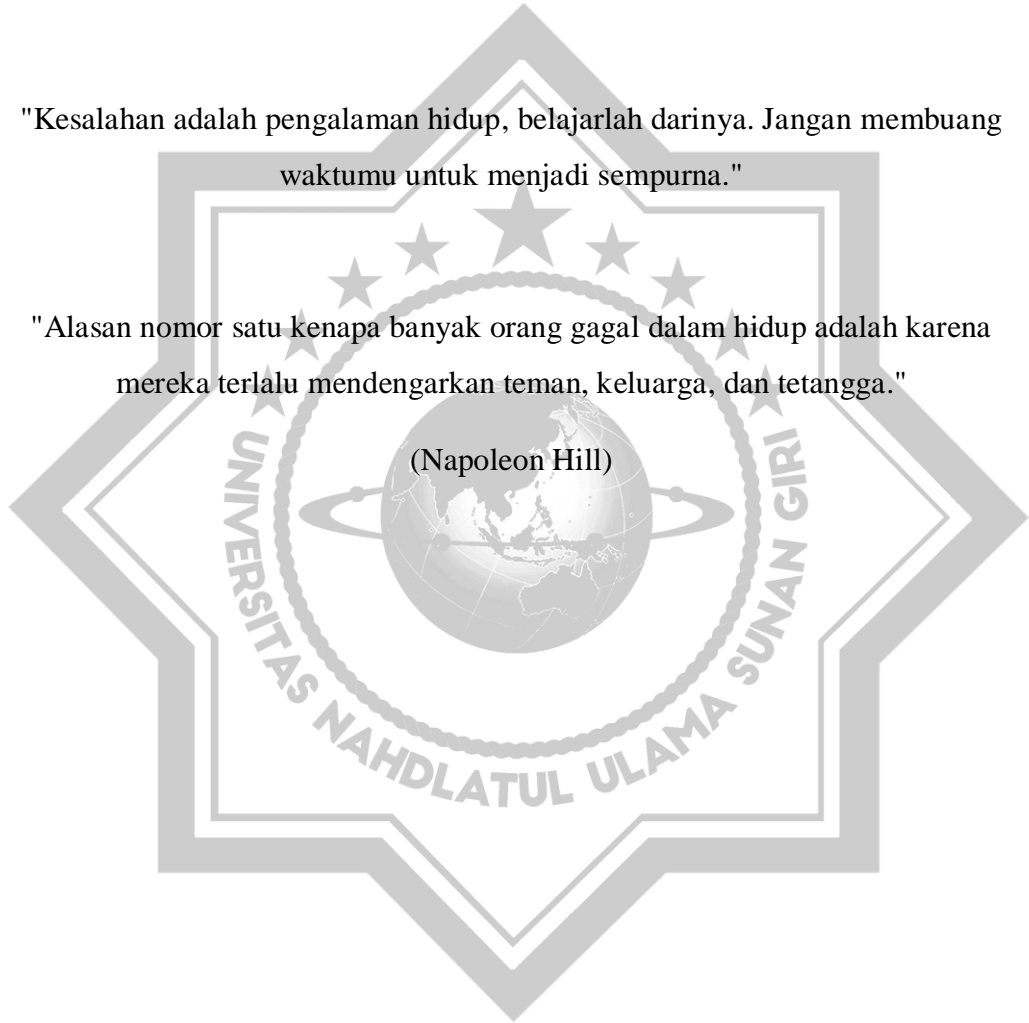 "Kesalahan adalah pengalaman hidup, belajarlah darinya. Jangan membuang
waktumu untuk menjadi sempurna."
"Alasan nomor satu kenapa banyak orang gagal dalam hidup adalah karena
mereka terlalu mendengarkan teman, keluarga, dan tetangga."
(Napoleon Hill)
UNIVERSITAS NAHDLATUL ULAMA SUNAN GIRI